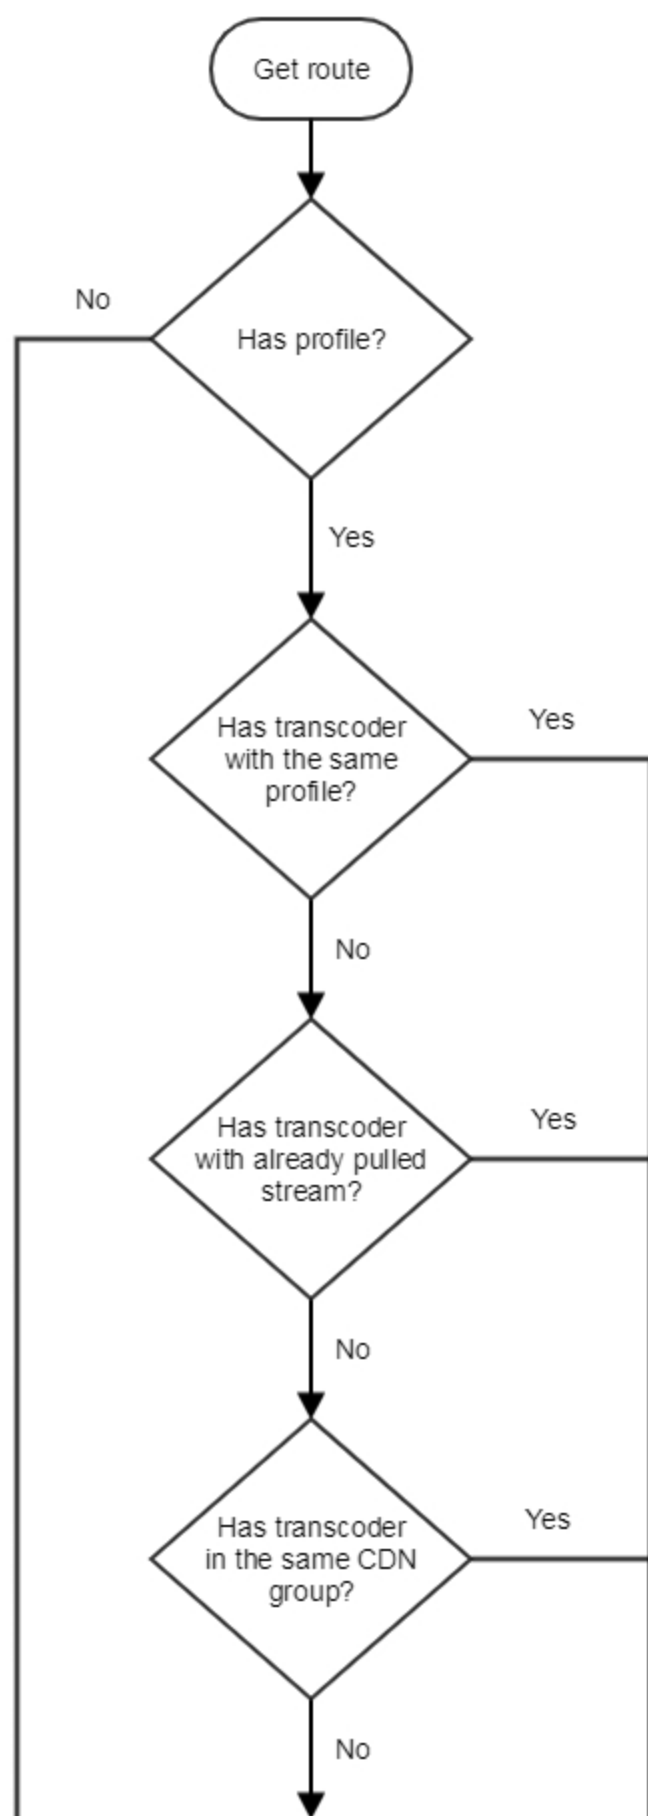 Get route
No
Has profile?
Yes
Has transcoder
with the same
profile?
Yes
No
Has transcoder
with already pulled
stream?
Yes
No
Has transcoder
in the same CDN
group?
Yes
No